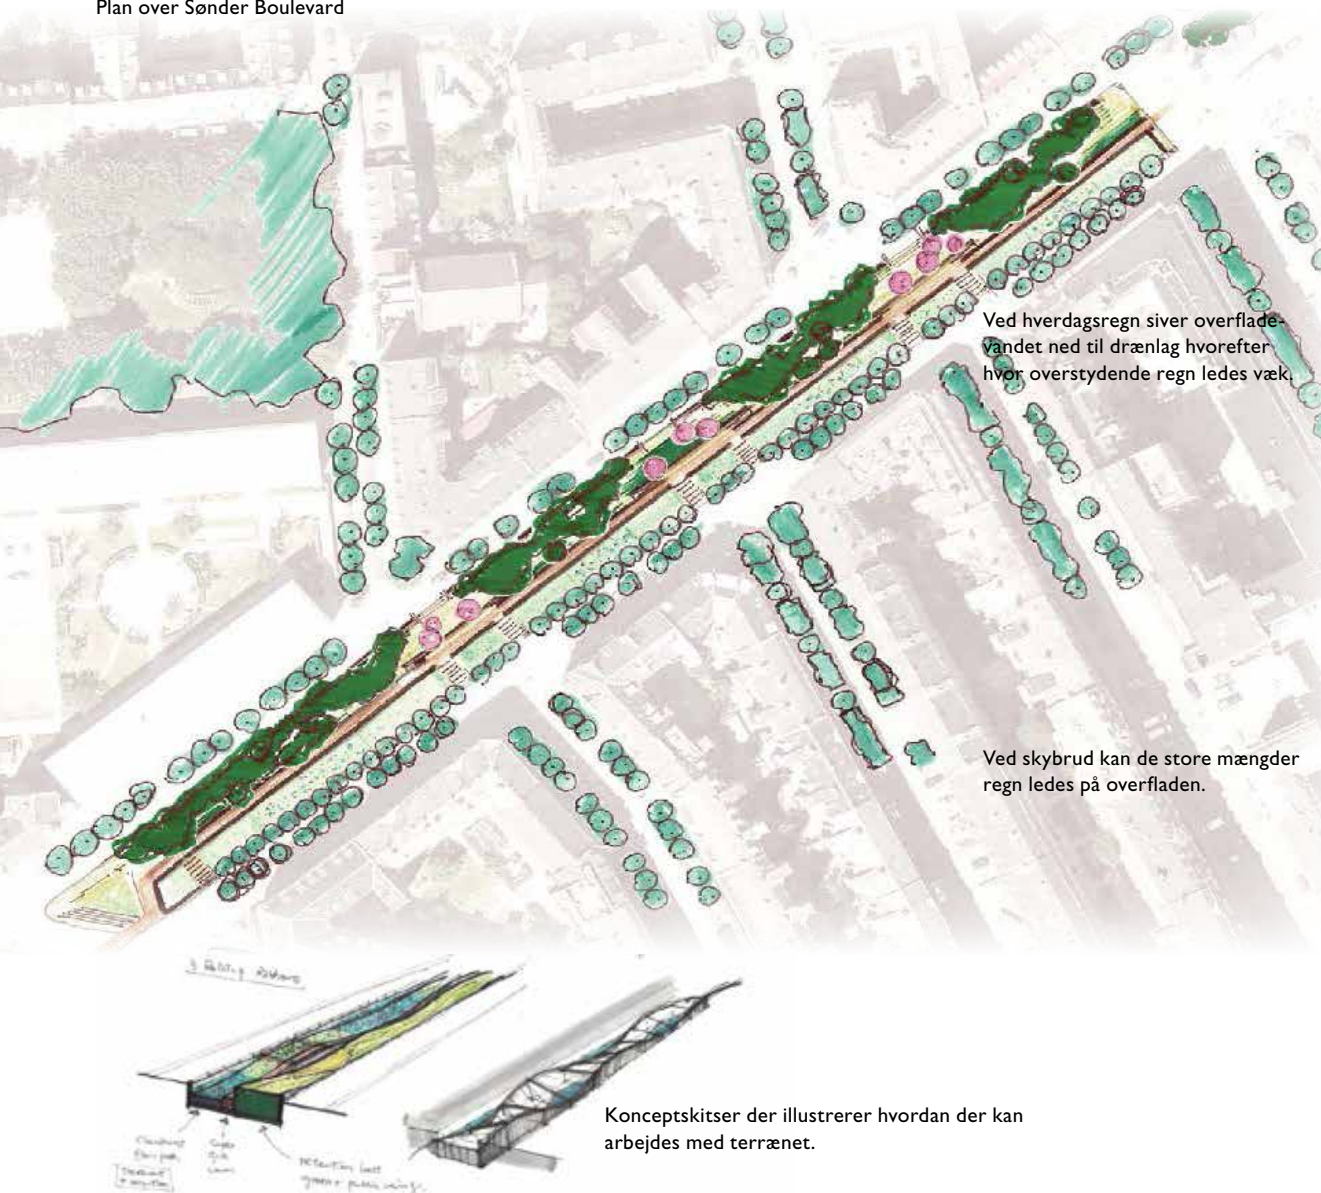 Plan over Sønder Boulevard
Ved hverdagsregn siver overflade-
vandet ned til drænlag hvorefter
hvor overstydende regn ledes væk.
Ved skybrud kan de store mængder
regn ledes på overfladen.
Konceptskitser der illustrerer hvordan der kan
arbejdes med terrænet.